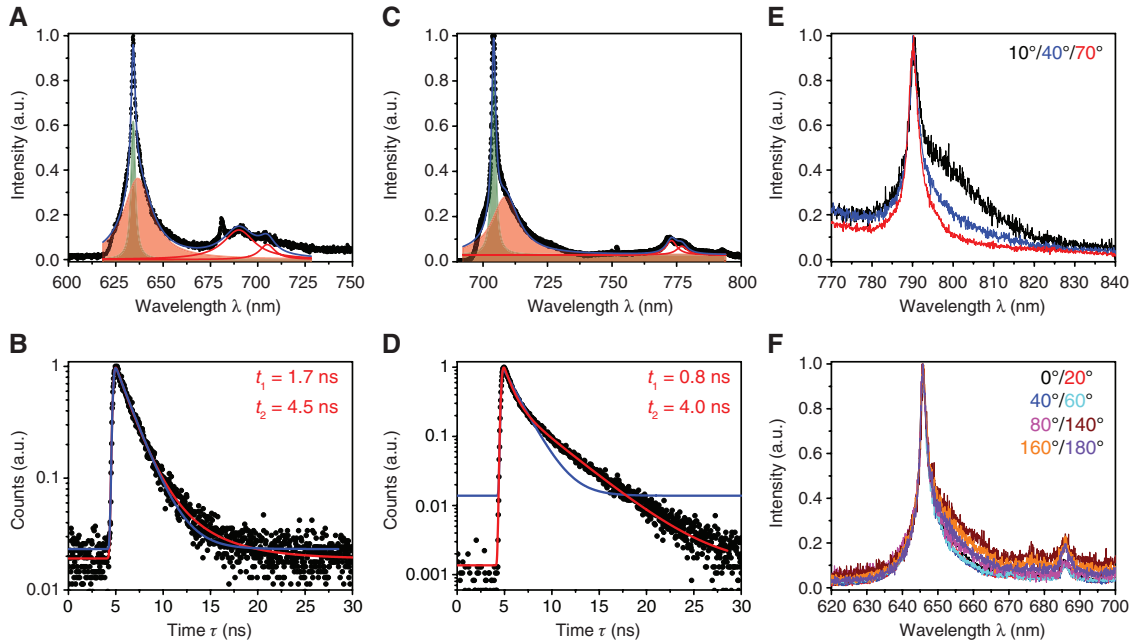 A
1.0
0.8
0.6
0.4
0.2
0.0
Intensity (a.u.)
600 625 650 675 700 725 750
Wavelength λ (nm)
C
1.0
0.8
0.6
0.4
0.2
0.0
Intensity (a.u.)
700 725 750 775 800
Wavelength λ (nm)
E
10°/40°/70°
1.0
0.8
0.6
0.4
0.2
0.0
Intensity (a.u.)
770 780 790 800 810 820 830 840
Wavelength λ (nm)
B
t1 = 1.7 ns
t2 = 4.5 ns
1
0.1
0.01
Counts (a.u.)
0 5 10 15 20 25 30
Time τ (ns)
D
t1 = 0.8 ns
t2 = 4.0 ns
1
0.1
0.01
0.001
Counts (a.u.)
0 5 10 15 20 25 30
Time τ (ns)
F
0°/20°
40°/60°
80°/140°
160°/180°
1.0
0.8
0.6
0.4
0.2
0.0
Intensity (a.u.)
620 630 640 650 660 670 680 690 700
Wavelength λ (nm)